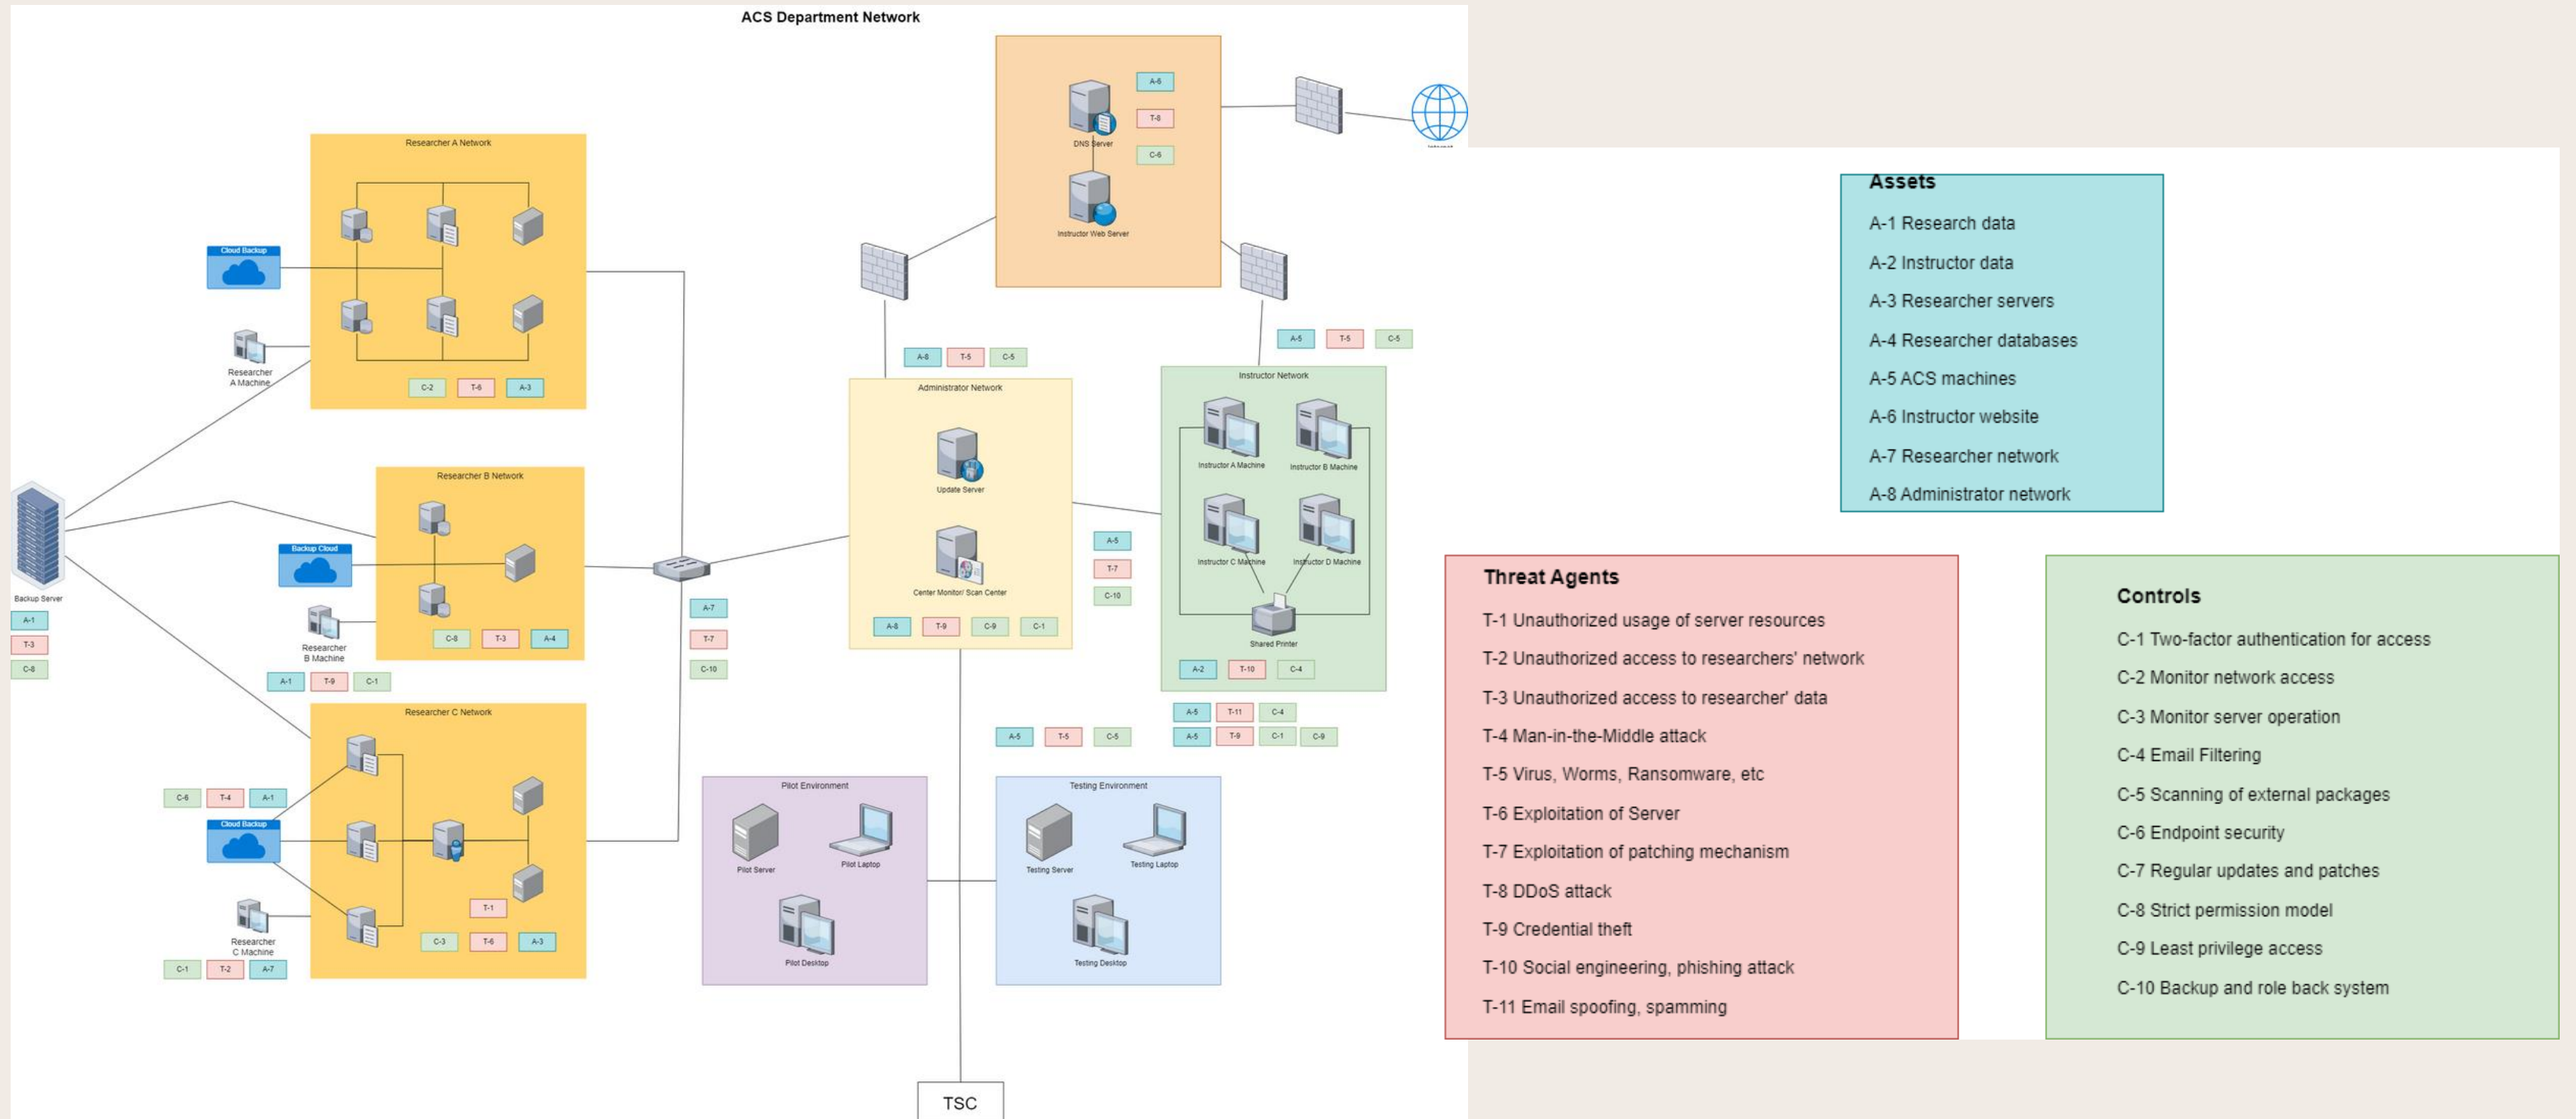 ACS Department Network
A-6
T-8
DNS Server
C-6
Instructor Web Server
Researcher A Network
Cloud Backup
Researcher
A Machine
C-2 T-6 A-3
Researcher B Network
Backup Cloud
Researcher
B Machine
C-8 T-3 A-4
A-1 T-9 C-1
Backup Server
A-1
T-3
C-8
Researcher C Network
C-6 T-4 A-1
Cloud Backup
Researcher
C Machine
C-1 T-2 A-7
T-1
C-3 T-6 A-3
A-7
T-7
C-10
A-8 T-5 C-5
Administrator Network
Update Server
Center Monitor/ Scan Center
A-8 T-9 C-9 C-1
A-5
T-7
C-10
A-5 T-5 C-5
Instructor Network
Instructor A Machine
Instructor B Machine
Instructor C Machine
Instructor D Machine
Shared Printer
A-2 T-10 C-4
A-5 T-11 C-4
A-5 T-9 C-1 C-9
A-5 T-5 C-5
Pilot Environment
Pilot Server
Pilot Laptop
Pilot Desktop
Testing Environment
Testing Server
Testing Laptop
Testing Desktop
TSC
Assets
A-1 Research data
A-2 Instructor data
A-3 Researcher servers
A-4 Researcher databases
A-5 ACS machines
A-6 Instructor website
A-7 Researcher network
A-8 Administrator network
Threat Agents
T-1 Unauthorized usage of server resources
T-2 Unauthorized access to researchers' network
T-3 Unauthorized access to researcher' data
T-4 Man-in-the-Middle attack
T-5 Virus, Worms, Ransomware, etc
T-6 Exploitation of Server
T-7 Exploitation of patching mechanism
T-8 DDoS attack
T-9 Credential theft
T-10 Social engineering, phishing attack
T-11 Email spoofing, spamming
Controls
C-1 Two-factor authentication for access
C-2 Monitor network access
C-3 Monitor server operation
C-4 Email Filtering
C-5 Scanning of external packages
C-6 Endpoint security
C-7 Regular updates and patches
C-8 Strict permission model
C-9 Least privilege access
C-10 Backup and role back system